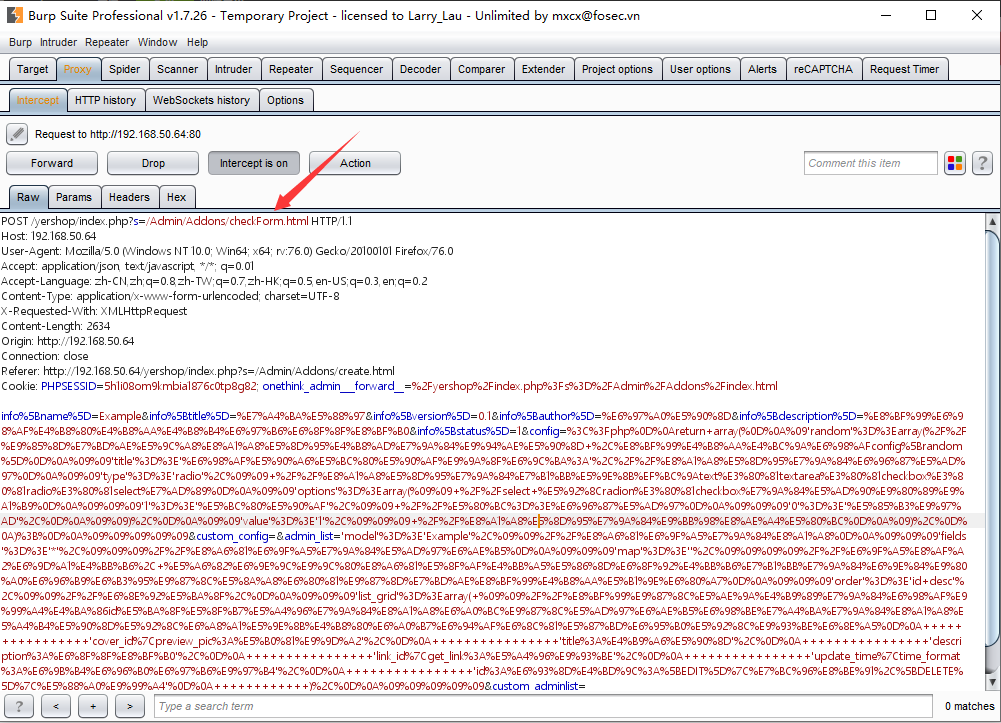 Burp Suite Professional v1.7.26 - Temporary Project - licensed to Larry_Lau - Unlimited by mxcx@fosec.vn
Burp Intruder Repeater Window Help
Target Proxy Spider Scanner Intruder Repeater Sequencer Decoder Comparer Extender Project options User options Alerts reCAPTCHA Request Timer
Intercept HTTP history WebSockets history Options
Request to http://192.168.50.64:80
Forward Drop Intercept is on Action Comment this item ?
Raw Params Headers Hex
POST /yershop/index.php?s=/Admin/Addons/checkForm.html HTTP/1.1
Host: 192.168.50.64
User-Agent: Mozilla/5.0 (Windows NT 10.0; Win64; x64; rv:76.0) Gecko/20100101 Firefox/76.0
Accept: application/json, text/javascript, */*; q=0.01
Accept-Language: zh-CN,zh;q=0.8,zh-TW;q=0.7,zh-HK;q=0.5,en-US;q=0.3,en;q=0.2
Content-Type: application/x-www-form-urlencoded; charset=UTF-8
X-Requested-With: XMLHttpRequest
Content-Length: 2634
Origin: http://192.168.50.64
Connection: close
Referer: http://192.168.50.64/yershop/index.php?s=/Admin/Addons/create.html
Cookie: PHPSESSID=5h1i08om9kmbia1876c0tp8g82; onethink_admin___forward__=%2Fyershop%2Findex.php%3Fs%3D%2FAdmin%2FAddons%2Findex.html
info%5Bname%5D=Example&info%5Btitle%5D=%E7%A4%BA%E5%88%97&info%5Bversion%5D=0.1&info%5Bauthor%5D=%E6%97%A0%E5%90%8D&info%5Bdescription%5D=%E8%BF%99%E6%9
8%AF%E4%B8%80%E4%B8%AA%E4%B8%B4%E6%97%B6%E6%8F%8F%E8%BF%B0&info%5Bstatus%5D=1&config=%3C%3Fphp%0D%0Areturn+array(%0D%0A%09'random'%3D%3Earray(%2F%2F
%E9%85%8D%E7%BD%AE%E5%9C%A8%E8%A1%A8%E5%8D%95%E4%B8%AD%E7%9A%84%E9%94%AE%E5%90%8D+%2C%E8%BF%99%E4%B8%AA%E4%BC%9A%E6%98%AFconfig%5Brandom
%5D%0D%0A%09%09'title'%3D%3E'%E6%98%AF%E5%90%A6%E5%BC%80%E5%90%AF%E9%9A%8F%E6%9C%BA%3A'%2C%2F%2F%E8%A1%A8%E5%8D%95%E7%9A%84%E6%96%87%E5%AD%
97%0D%0A%09%09'type'%3D%3E'radio'%2C%09%09+%2F%2F%E8%A1%A8%E5%8D%95%E7%9A%84%E7%B1%BB%E5%9E%8B%EF%BC%9Atext%E3%80%81textarea%E3%80%81checkbox%E3%8
0%81radio%E3%80%81select%E7%AD%89%0D%0A%09%09'options'%3D%3Earray(%09%09+%2F%2Fselect+%E5%92%8Cradion%E3%80%81checkbox%E7%9A%84%E5%AD%90%E9%80%89%E9%
A1%B9%0D%0A%09%09%09'1'%3D%3E'%E5%BC%80%E5%90%AF'%2C%09%09+%2F%2F%E5%80%BC%3D%3E%E6%96%87%E5%AD%97%0D%0A%09%09%09'0'%3D%3E'%E5%85%B3%E9%97%
AD'%2C%0D%0A%09%09)%2C%0D%0A%09%09'value'%3D%3E'1'%2C%09%09%09+%2F%2F%E8%A1%A8%E5%8D%95%E7%9A%84%E9%BB%98%E8%AE%A4%E5%80%BC%0D%0A%09)%2C%0D%
0A)%3B%0D%0A%09%09%09%09%09&custom_config=&admin_list='model'%3D%3E'Example'%2C%09%09%2F%2F%E8%A6%81%E6%9F%A5%E7%9A%84%E8%A1%A8%0D%0A%09%09%09'fields
'%3D%3E'*'%2C%09%09%09%2F%2F%E8%A6%81%E6%9F%A5%E7%9A%84%E5%AD%97%E6%AE%B5%0D%0A%09%09%09'map'%3D%3E''%2C%09%09%09%2F%2F%E6%9F%A5%E8%AF%A
2%E6%9D%A1%E4%BB%B6%2C+%E5%A6%82%E6%9E%9C%E9%9C%80%E8%A6%81%E5%8F%AF%E4%BB%A5%E5%86%8D%E6%8F%92%E4%BB%B6%E7%B1%BB%E7%9A%84%E6%9E%84%E9%80
%A0%E6%96%B9%E6%B3%95%E9%87%8C%E5%8A%A8%E6%80%81%E9%87%8D%E7%BD%AE%E8%BF%99%E4%B8%AA%E5%B1%9E%E6%80%A7%0D%0A%09%09%09'order'%3D%3E'id+desc'%
2C%09%09%2F%2F%E6%8E%92%E5%BA%8F%2C%0D%0A%09%09%09'list_grid'%3D%3Earray(+%09%09%2F%2F%E8%BF%99%E9%87%8C%E5%AE%9A%E4%B9%89%E7%9A%84%E6%98%AF%E9
%99%A4%E4%BA%86id%E5%BA%8F%E5%8F%B7%E5%A4%96%E7%9A%84%E8%A1%A8%E6%A0%BC%E9%87%8C%E5%AD%97%E6%AE%B5%E6%98%BE%E7%A4%BA%E7%9A%84%E8%A1%A8%E
5%A4%B4%E5%90%8D%E5%92%8C%E6%A8%A1%E5%9E%8B%E4%B8%80%E6%A0%B7%E6%94%AF%E6%8C%81%E5%87%BD%E6%95%B0%E5%92%8C%E9%93%BE%E6%8E%A5%0D%0A+++++
+++++++++++'cover_id%7Cpreview_pic%3A%E5%B0%81%E9%9D%A2'%2C%0D%0A++++++++++++++++'title%3A%E4%B9%A6%E5%90%8D'%2C%0D%0A++++++++++++++++'descri
ption%3A%E6%8F%8F%E8%BF%B0'%2C%0D%0A++++++++++++++++'link_id%7Cget_link%3A%E5%A4%96%E9%93%BE'%2C%0D%0A++++++++++++++++'update_time%7Ctime_format
%3A%E6%9B%B4%E6%96%B0%E6%97%B6%E9%97%B4'%2C%0D%0A++++++++++++++++'id%3A%E6%93%8D%E4%BD%9C%3A%5BEDIT%5D%7C%E7%BC%96%E8%BE%91%2C%5BDELETE%
5D%7C%E5%88%A0%E9%99%A4'%0D%0A++++++++++++)%2C%0D%0A%09%09%09%09%09&custom_adminlist=
? < + > Type a search term 0 matches